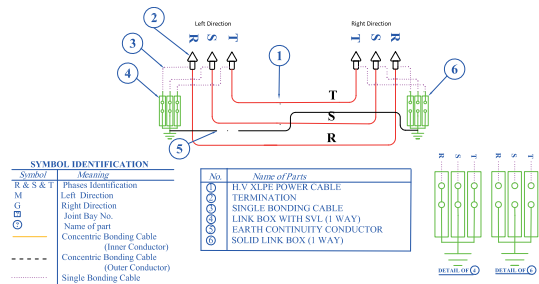 Left Direction
Right Direction
R S T
T S R
2
3
4
1
5
6
T
S
R
SYMBOL IDENTIFICATION
Symbol Meaning
R & S & T Phases Identification
M Left Direction
G Right Direction
Joint Bay No.
Name of part
Concentric Bonding Cable
(Inner Conductor)
Concentric Bonding Cable
(Outer Conductor)
Single Bonding Cable
No. Name of Parts
1 H.V XLPE POWER CABLE
2 TERMINATION
3 SINGLE BONDING CABLE
4 LINK BOX WITH SVL (1 WAY)
5 EARTH CONTINUITY CONDUCTOR
6 SOLID LINK BOX (1 WAY)
R S T
R S T
DETAIL OF 4
DETAIL OF 6